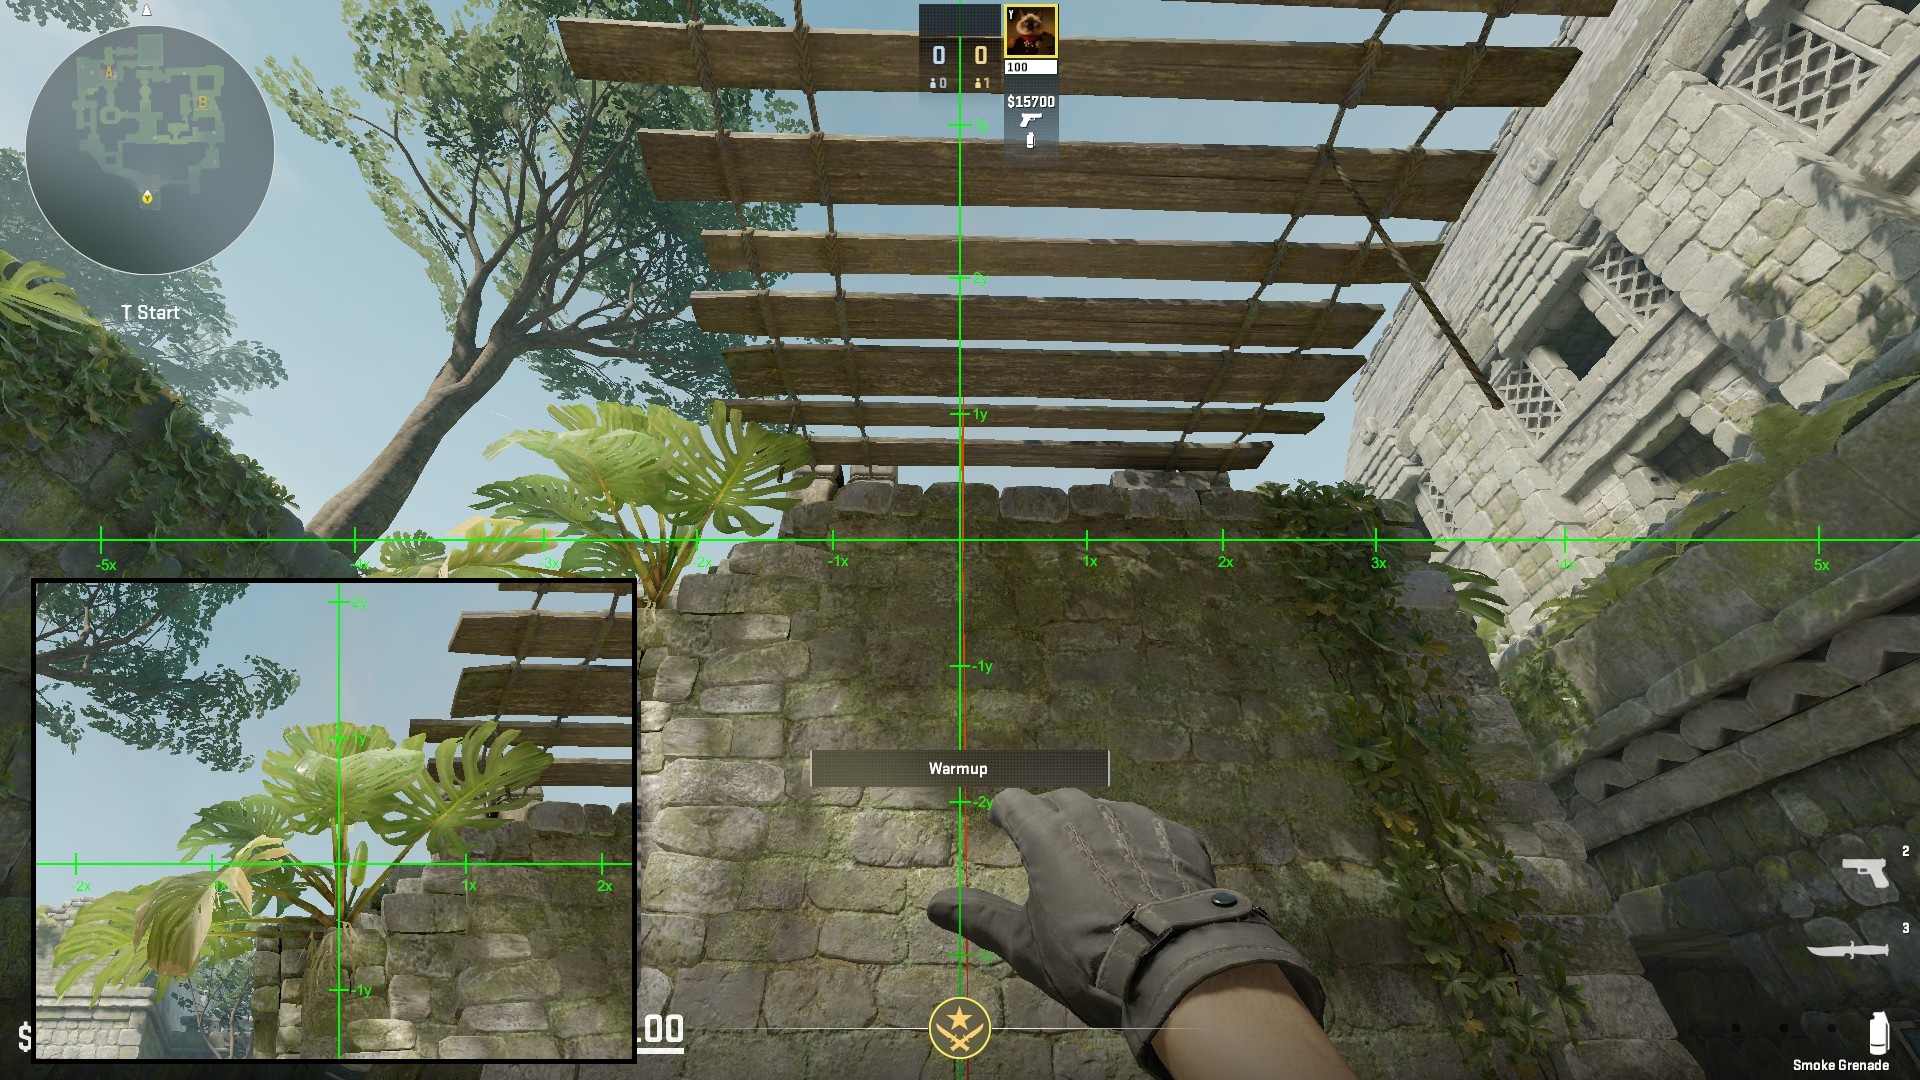 A
B
Y
T Start
0 0
0 1
Y
100
$15700
3y
2y
1y
-5x -4x -3x -2x -1x 1x 2x 3x 4x 5x
-1y
Warmup
-2y
2y
1y
-2x 1x 2x
-1y
2
3
$
.00
Smoke Grenade